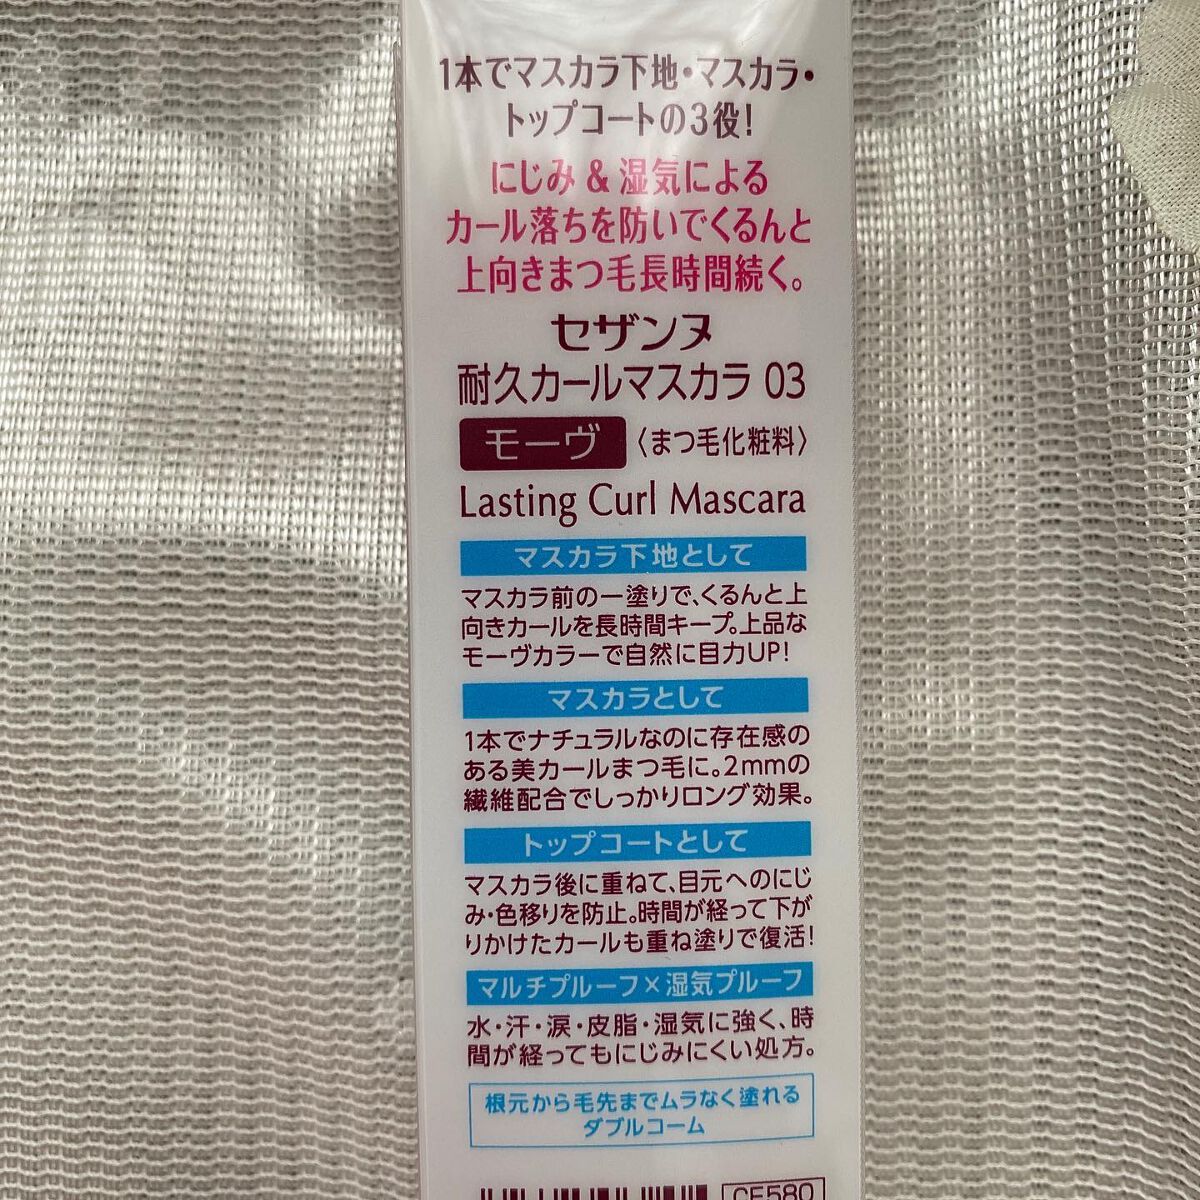 1本でマスカラ下地・マスカラ・
トップコートの3役!
にじみ & 湿気による
カール落ちを防いでくるんと
上向きまつ毛長時間続く。
セザンヌ
耐久カールマスカラ 03
モーヴ 〈まつ毛化粧料〉
Lasting Curl Mascara
マスカラ下地として
マスカラ前の一塗りで、くるんと上
向きカールを長時間キープ。上品な
モーヴカラーで自然に目力UP!
マスカラとして
1本でナチュラルなのに存在感の
ある美カールまつ毛に。2mmの
繊維配合でしっかりロング効果。
トップコートとして
マスカラ後に重ねて、目元へのにじ
み・色移りを防止。時間が経って下が
りかけたカールも重ね塗りで復活!
マルチプルーフ×湿気プルーフ
水・汗・涙・皮脂・湿気に強く、時
間が経ってもにじみにくい処方。
根元から毛先までムラなく塗れる
ダブルコーム
CE580